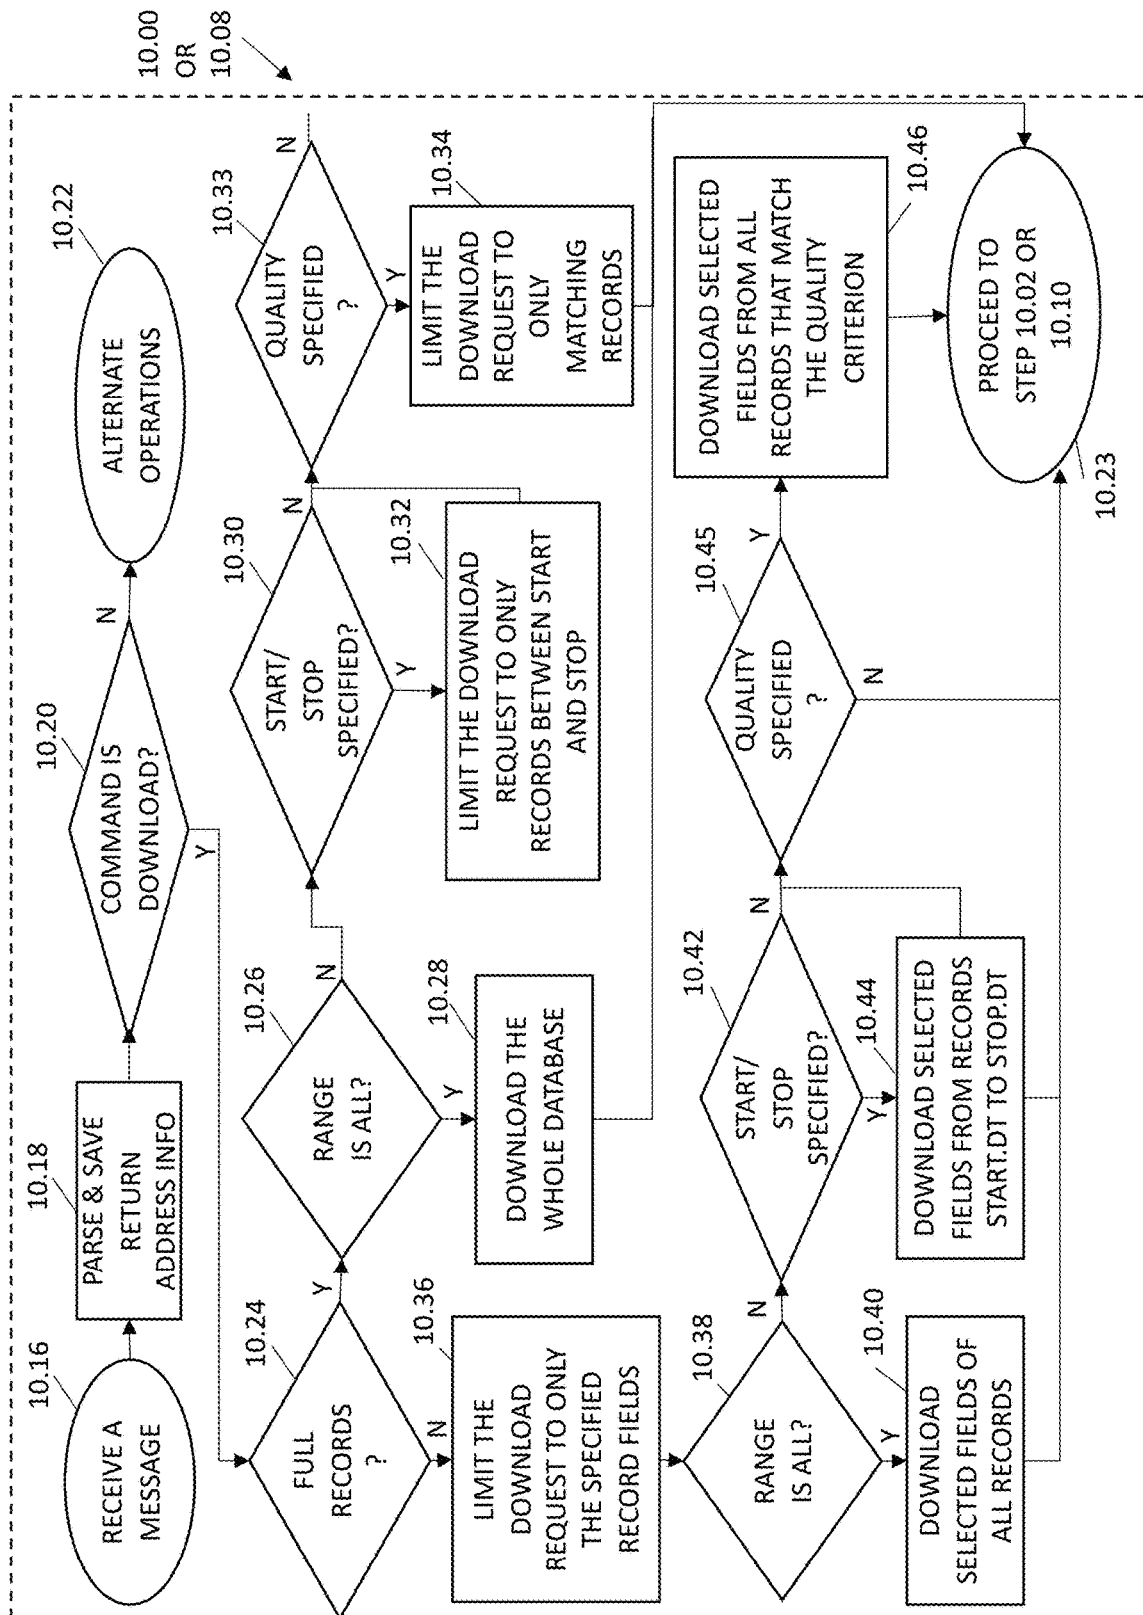 10.00
OR
10.08
10.16
RECEIVE A
MESSAGE
10.18
PARSE & SAVE
RETURN
ADDRESS INFO
10.20
COMMAND IS
DOWNLOAD?
N
Y
10.22
ALTERNATE
OPERATIONS
10.24
FULL
RECORDS
?
Y
N
10.26
RANGE
IS ALL?
N
Y
10.28
DOWNLOAD THE
WHOLE DATABASE
10.30
START/
STOP
SPECIFIED?
N
Y
10.32
LIMIT THE DOWNLOAD
REQUEST TO ONLY
RECORDS BETWEEN START
AND STOP
10.33
QUALITY
SPECIFIED
?
N
Y
10.34
LIMIT THE
DOWNLOAD
REQUEST TO
ONLY
MATCHING
RECORDS
10.36
LIMIT THE
DOWNLOAD
REQUEST TO ONLY
THE SPECIFIED
RECORD FIELDS
10.38
RANGE
IS ALL?
N
Y
10.40
DOWNLOAD
SELECTED FIELDS OF
ALL RECORDS
10.42
START/
STOP
SPECIFIED?
N
Y
10.44
DOWNLOAD SELECTED
FIELDS FROM RECORDS
START.DT TO STOP.DT
10.45
QUALITY
SPECIFIED
?
Y
N
10.46
DOWNLOAD SELECTED
FIELDS FROM ALL
RECORDS THAT MATCH
THE QUALITY
CRITERION
10.23
PROCEED TO
STEP 10.02 OR
10.10